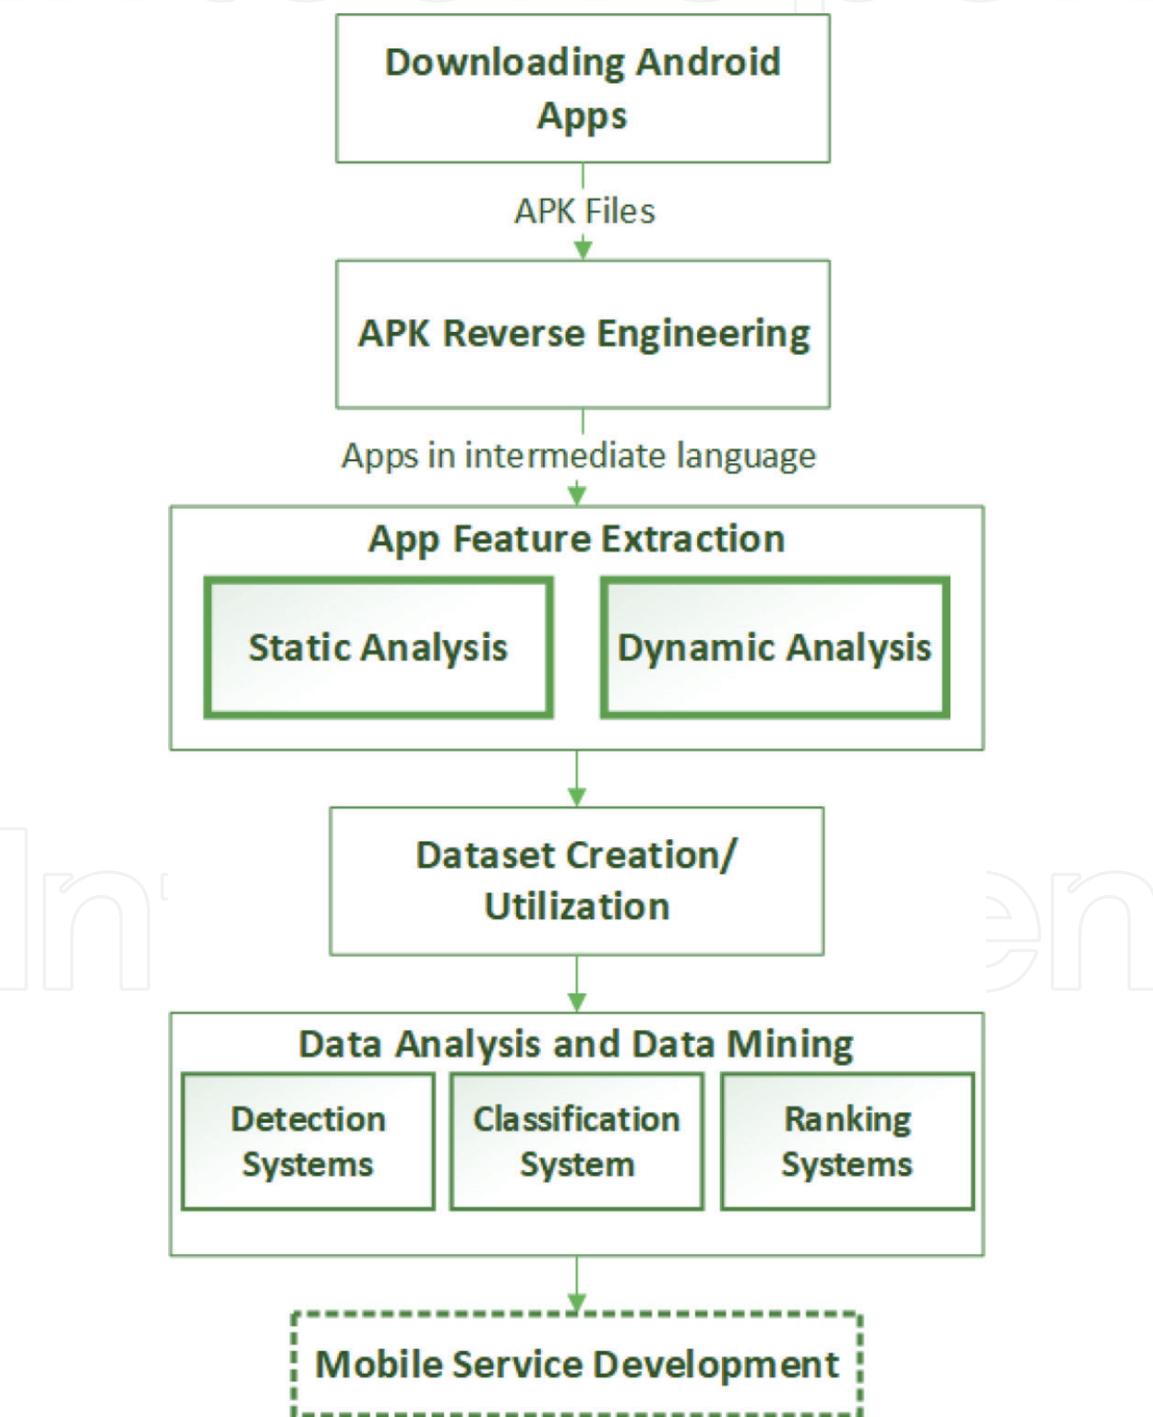 Downloading Android
Apps
APK Files
APK Reverse Engineering
Apps in intermediate language
App Feature Extraction
Static Analysis
Dynamic Analysis
Dataset Creation/
Utilization
Data Analysis and Data Mining
Detection
Systems
Classification
System
Ranking
Systems
Mobile Service Development